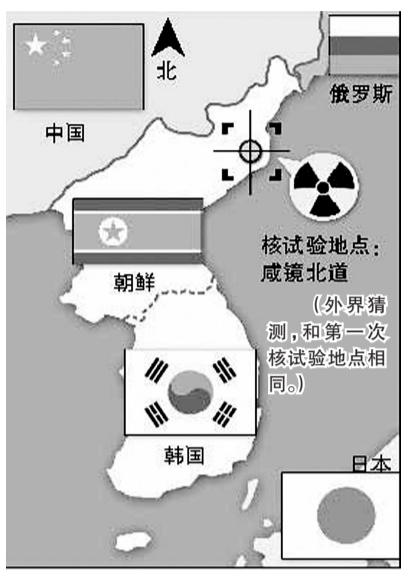 北
中国
俄罗斯
核试验地点：
咸镜北道
（外界猜
测，和第一次
核试验地点相
同。）
朝鲜
韩国
日本